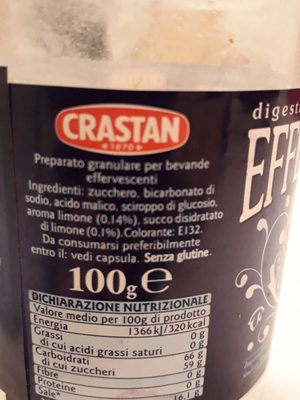 CRASTAN
1870
Preparato granulare per bevande
effervescenti
Ingredienti: zucchero, bicarbonato di
sodio, acido malico, sciroppo di glucosio,
aroma limone (0.14%), succo disidratato
di limone (0,1%). Colorante: E132.
Da consumarsi preferibilmente
entro il: vedi capsula. Senza glutine.
100g e
DICHIARAZIONE NUTRIZIONALE
Valore medio per 100g di prodotto
Energia 1366 kJ/320 kcal
Grassi 0 g
di cui acidi grassi saturi 0 g
Carboidrati 66 g
di cui zuccheri 59 g
Fibre 0 g
Proteine 0 g
Sale* 16,1 g
digest
EFF